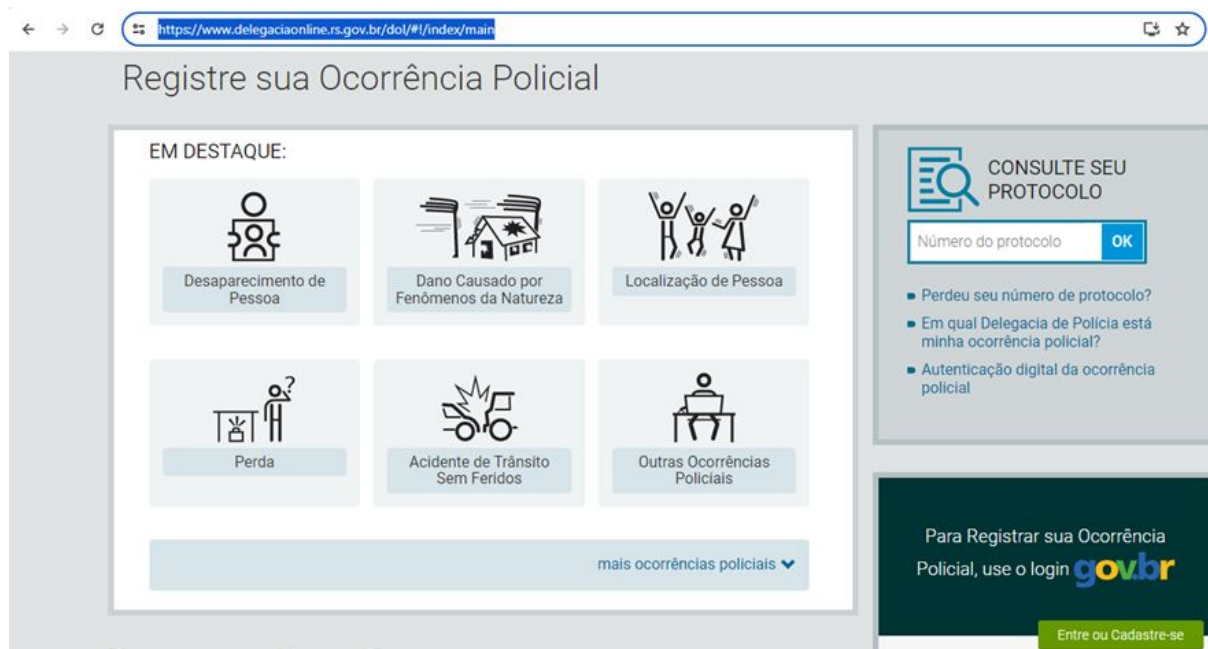 https://www.delegaciaonline.rs.gov.br/dol/#!/index/main
Registre sua Ocorrência Policial
EM DESTAQUE:
Desaparecimento de
Pessoa
Dano Causado por
Fenômenos da Natureza
Localização de Pessoa
?
Perda
Acidente de Trânsito
Sem Feridos
Outras Ocorrências
Policiais
mais ocorrências policiais
CONSULTE SEU
PROTOCOLO
Número do protocolo
OK
Perdeu seu número de protocolo?
Em qual Delegacia de Polícia está
minha ocorrência policial?
Autenticação digital da ocorrência
policial
Para Registrar sua Ocorrência
Policial, use o login gov.br
Entre ou Cadastre-se